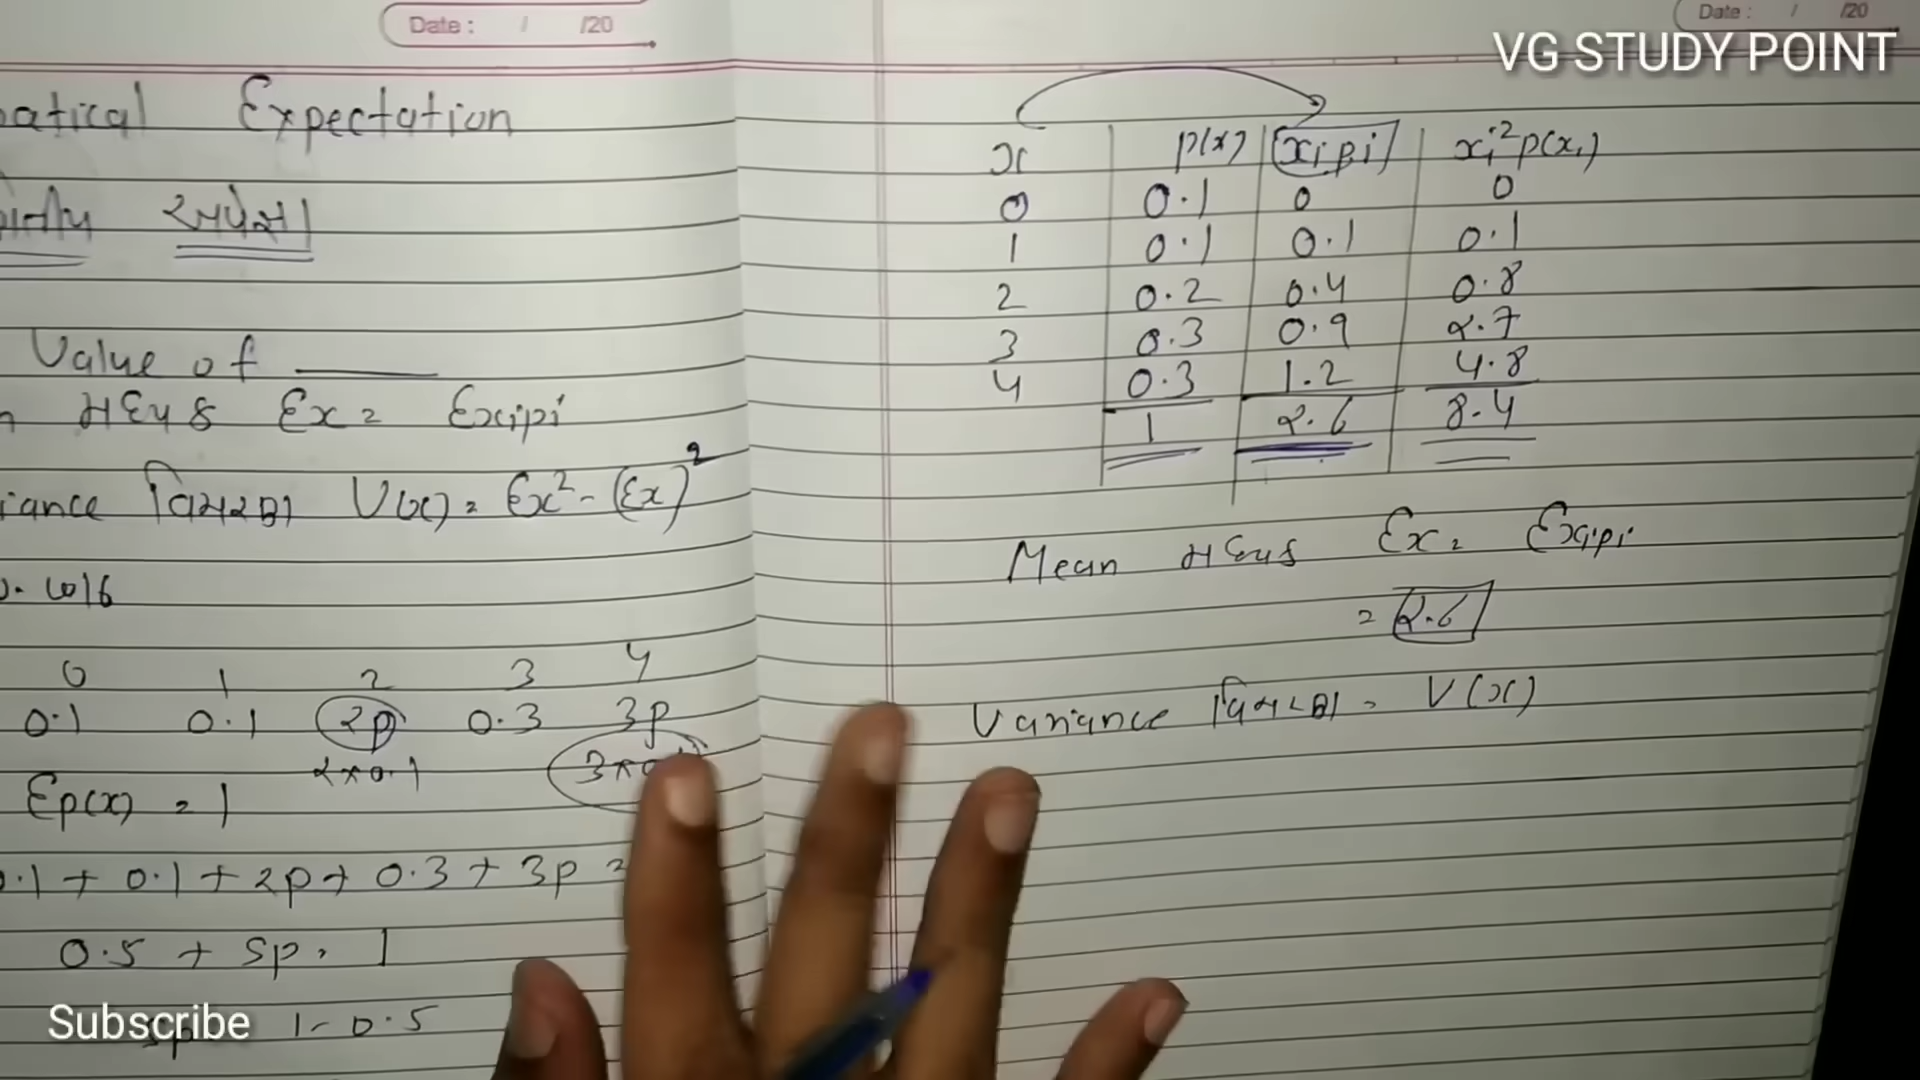 Date : / /20
Expectation
Value of
Ex = Σxipi
V(x) = Ex² - (Ex)²
0 1 2 3 4
0.1 0.1 2p 0.3 3p
2×0.1
Σp(x) = 1
0.1 + 0.1 + 2p + 0.3 + 3p =
0.5 + 5p = 1
1 - 0.5
Subscribe
Date : / /20
VG STUDY POINT
x p(x) xipi xi²p(xi)
0 0.1 0 0
1 0.1 0.1 0.1
2 0.2 0.4 0.8
3 0.3 0.9 2.7
4 0.3 1.2 4.8
1 2.6 8.4
Mean Ex = Σxipi
= 2.6
Variance = V(x)